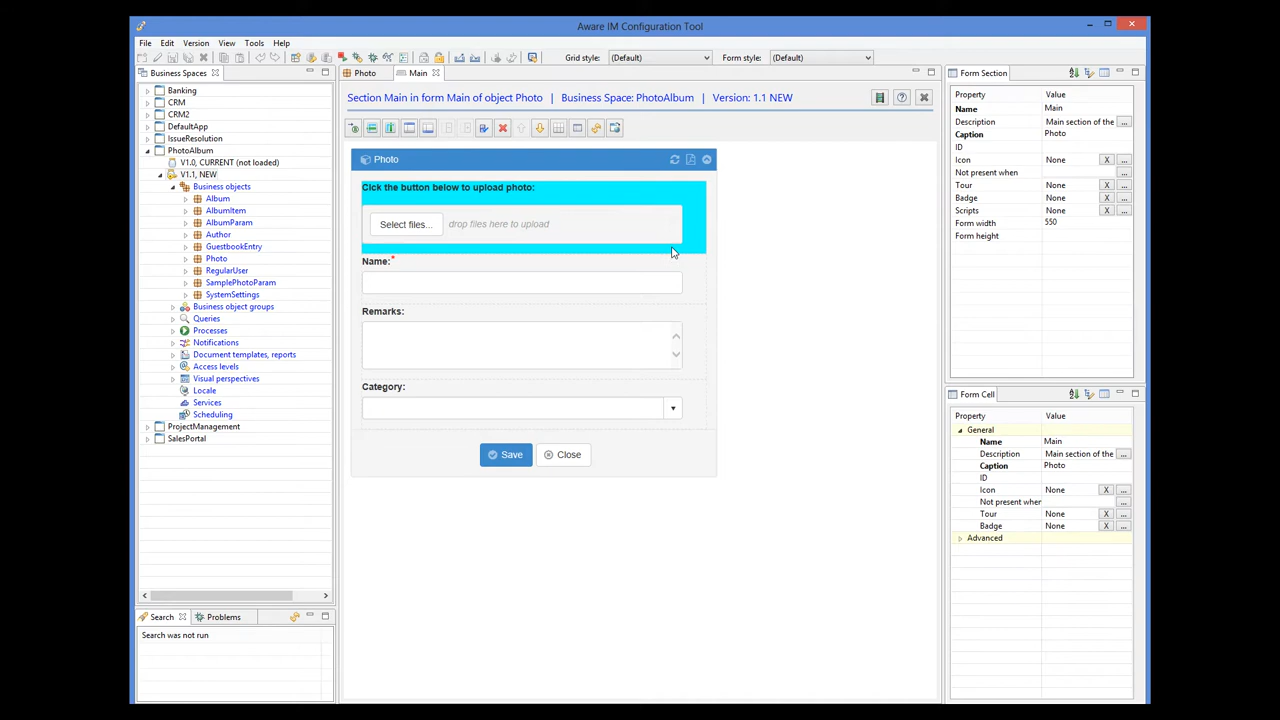 Aware IM Configuration Tool
File Edit Version View Tools Help
Grid style: (Default) Form style: (Default)
Business Spaces
Banking
CRM
CRM2
DefaultApp
IssueResolution
PhotoAlbum
V1.0, CURRENT (not loaded)
V1.1, NEW
Business objects
Album
AlbumItem
AlbumParam
Author
GuestbookEntry
Photo
RegularUser
SamplePhotoParam
SystemSettings
Business object groups
Queries
Processes
Notifications
Document templates, reports
Access levels
Visual perspectives
Locale
Services
Scheduling
ProjectManagement
SalesPortal
Search Problems
Search was not run
Photo Main
Section Main in form Main of object Photo | Business Space: PhotoAlbum | Version: 1.1 NEW
Photo
Cick the button below to upload photo:
Select files... drop files here to upload
Name:*
Remarks:
Category:
Save Close
Form Section
Property Value
Name Main
Description Main section of the ...
Caption Photo
ID
Icon None X ...
Not present when ...
Tour None X ...
Badge None X ...
Scripts None X ...
Form width 550
Form height
Form Cell
Property Value
General
Name Main
Description Main section of the ...
Caption Photo
ID
Icon None X ...
Not present when ...
Tour None X ...
Badge None X ...
Advanced